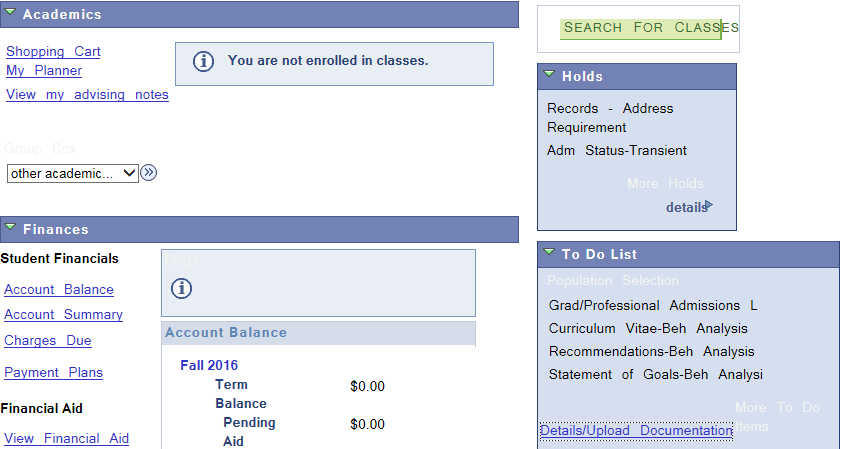 Academics
Shopping Cart
My Planner
View my advising notes
You are not enrolled in classes.
Group Box
other academic...
Finances
Student Financials
Account Balance
Account Summary
Charges Due
Payment Plans
Financial Aid
View Financial Aid
Account Balance
Fall 2016
Term $0.00
Balance
Pending $0.00
Aid
SEARCH FOR CLASSES
Holds
Records - Address
Requirement
Adm Status-Transient
More Holds
details
To Do List
Population Selection
Grad/Professional Admissions L
Curriculum Vitae-Beh Analysis
Recommendations-Beh Analysis
Statement of Goals-Beh Analysi
More To Do
Items
Details/Upload Documentation